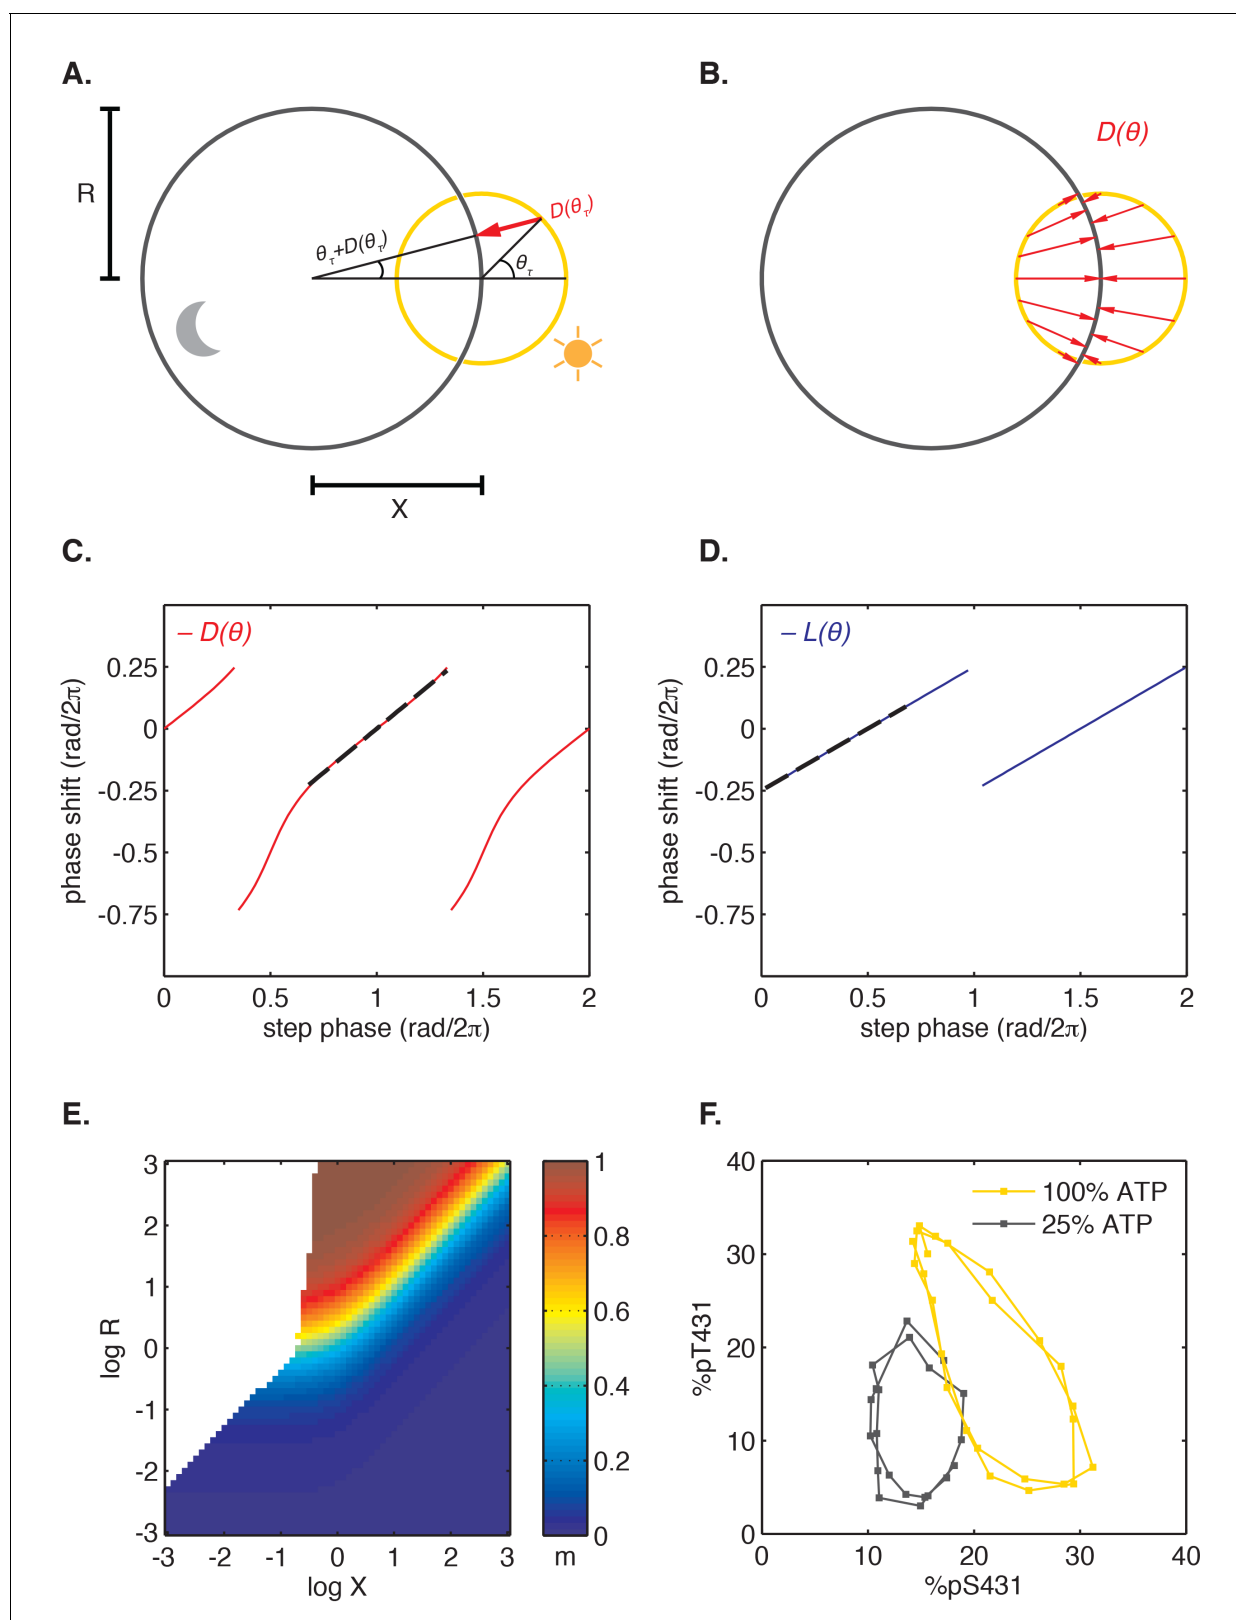 A.
R
θτ+D(θτ)
D(θτ)
θτ
X
B.
D(θ)
C.
– D(θ)
0.25
0
-0.25
-0.5
-0.75
phase shift (rad/2π)
0 0.5 1 1.5 2
step phase (rad/2π)
D.
– L(θ)
0.25
0
-0.25
-0.5
-0.75
phase shift (rad/2π)
0 0.5 1 1.5 2
step phase (rad/2π)
E.
3
2
1
0
-1
-2
-3
log R
-3 -2 -1 0 1 2 3
log X
1
0.8
0.6
0.4
0.2
0
m
F.
100% ATP
25% ATP
40
30
20
10
0
%pT431
0 10 20 30 40
%pS431